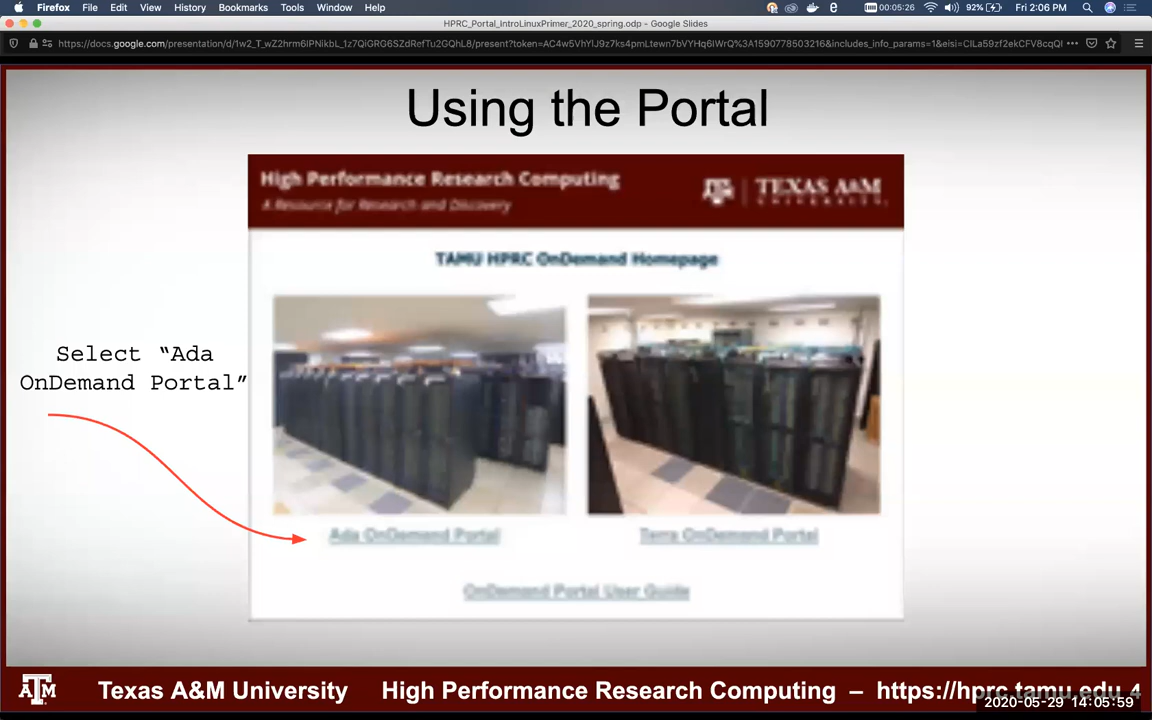 Firefox File Edit View History Bookmarks Tools Window Help 00:05:26 92% Fri 2:06 PM
HPRC_Portal_IntroLinuxPrimer_2020_spring.odp - Google Slides
Using the Portal
High Performance Research Computing
A Resource for Research and Discovery
TEXAS A&M
UNIVERSITY
TAMU HPRC OnDemand Homepage
Select “Ada
OnDemand Portal”
Ada OnDemand Portal
Terra OnDemand Portal
OnDemand Portal User Guide
Texas A&M University High Performance Research Computing – https://hprc.tamu.edu 4
2020-05-29 14:05:59